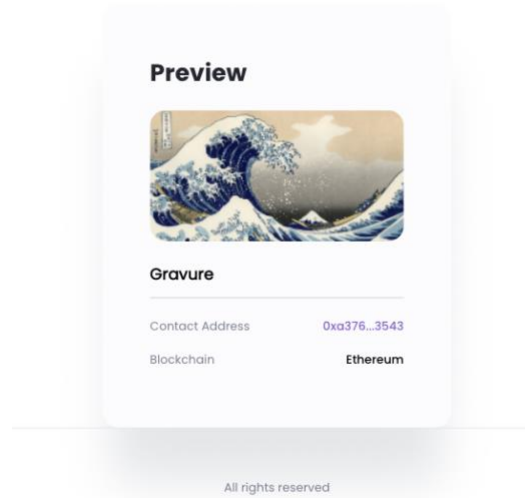 Preview
Gravure
Contact Address 0xa376...3543
Blockchain Ethereum
All rights reserved